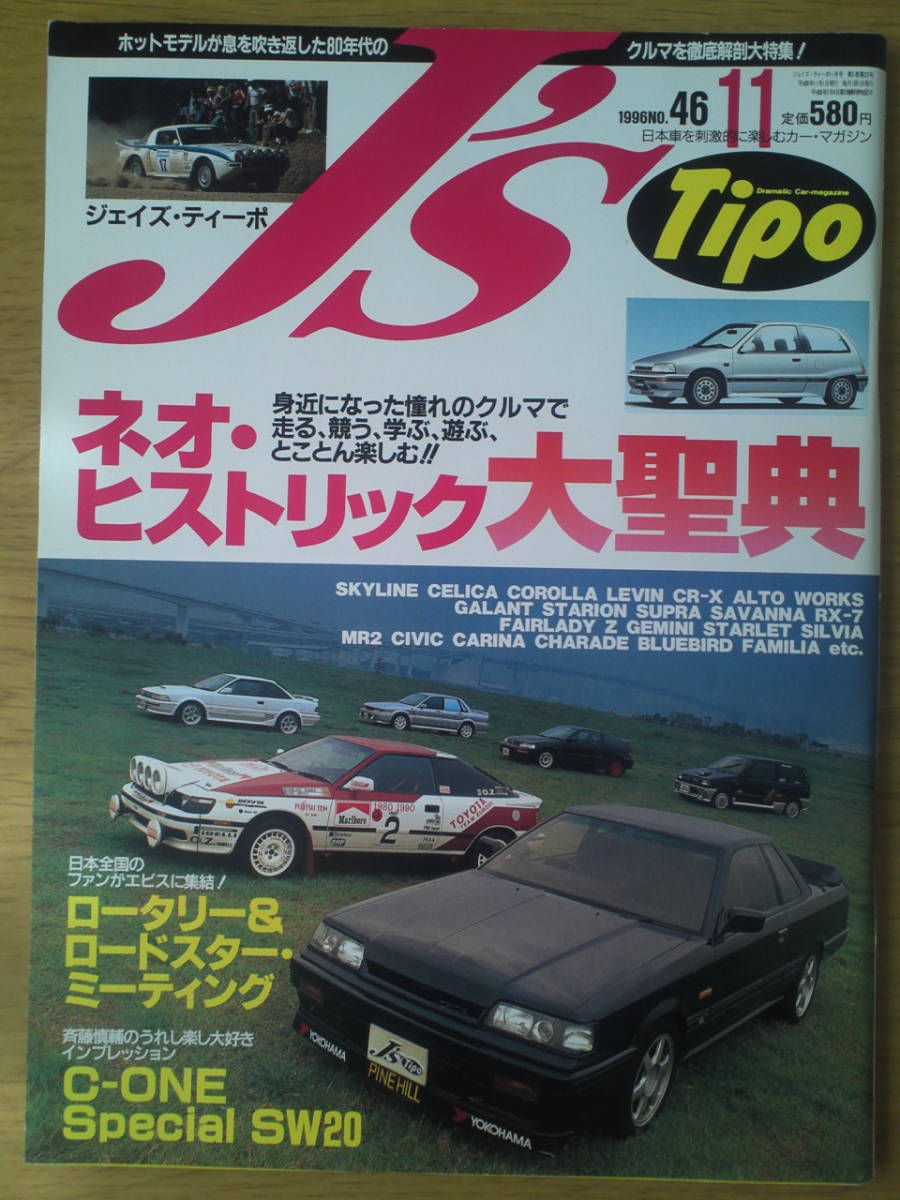 ホットモデルが息を吹き返した80年代の
クルマを徹底解剖大特集!
J's
Tipo
Dramatic Car-magazine
ジェイズ・ティーポ
1996NO.46
11
定価580円
日本車を刺激的に楽しむカー・マガジン
17
身近になった憧れのクルマで
走る、競う、学ぶ、遊ぶ、
とことん楽しむ!!
ネオ・
ヒストリック大聖典
SKYLINE CELICA COROLLA LEVIN CR-X ALTO WORKS
GALANT STARION SUPRA SAVANNA RX-7
FAIRLADY Z GEMINI STARLET SILVIA
MR2 CIVIC CARINA CHARADE BLUEBIRD FAMILIA etc.
FUJITSU TEN
1980 1990
Marlboro
2
TOYOTA
TEAM EUROPE
PIRELLI
日本全国の
ファンがエビスに集結!
ロータリー&
ロードスター・
ミーティング
斉藤慎輔のうれし楽し大好き
インプレッション
C-ONE
Special SW20
YOKOHAMA
J's Tipo
PINE HILL
YOKOHAMA